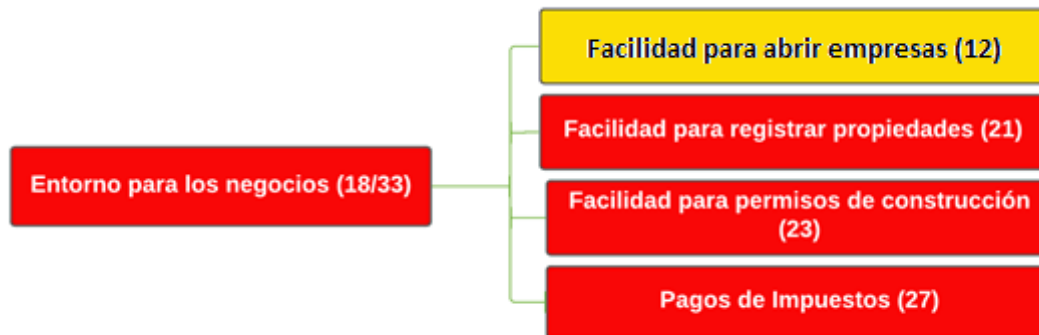 Facilidad para abrir empresas (12)
Facilidad para registrar propiedades (21)
Entorno para los negocios (18/33)
Facilidad para permisos de construcción
(23)
Pagos de Impuestos (27)